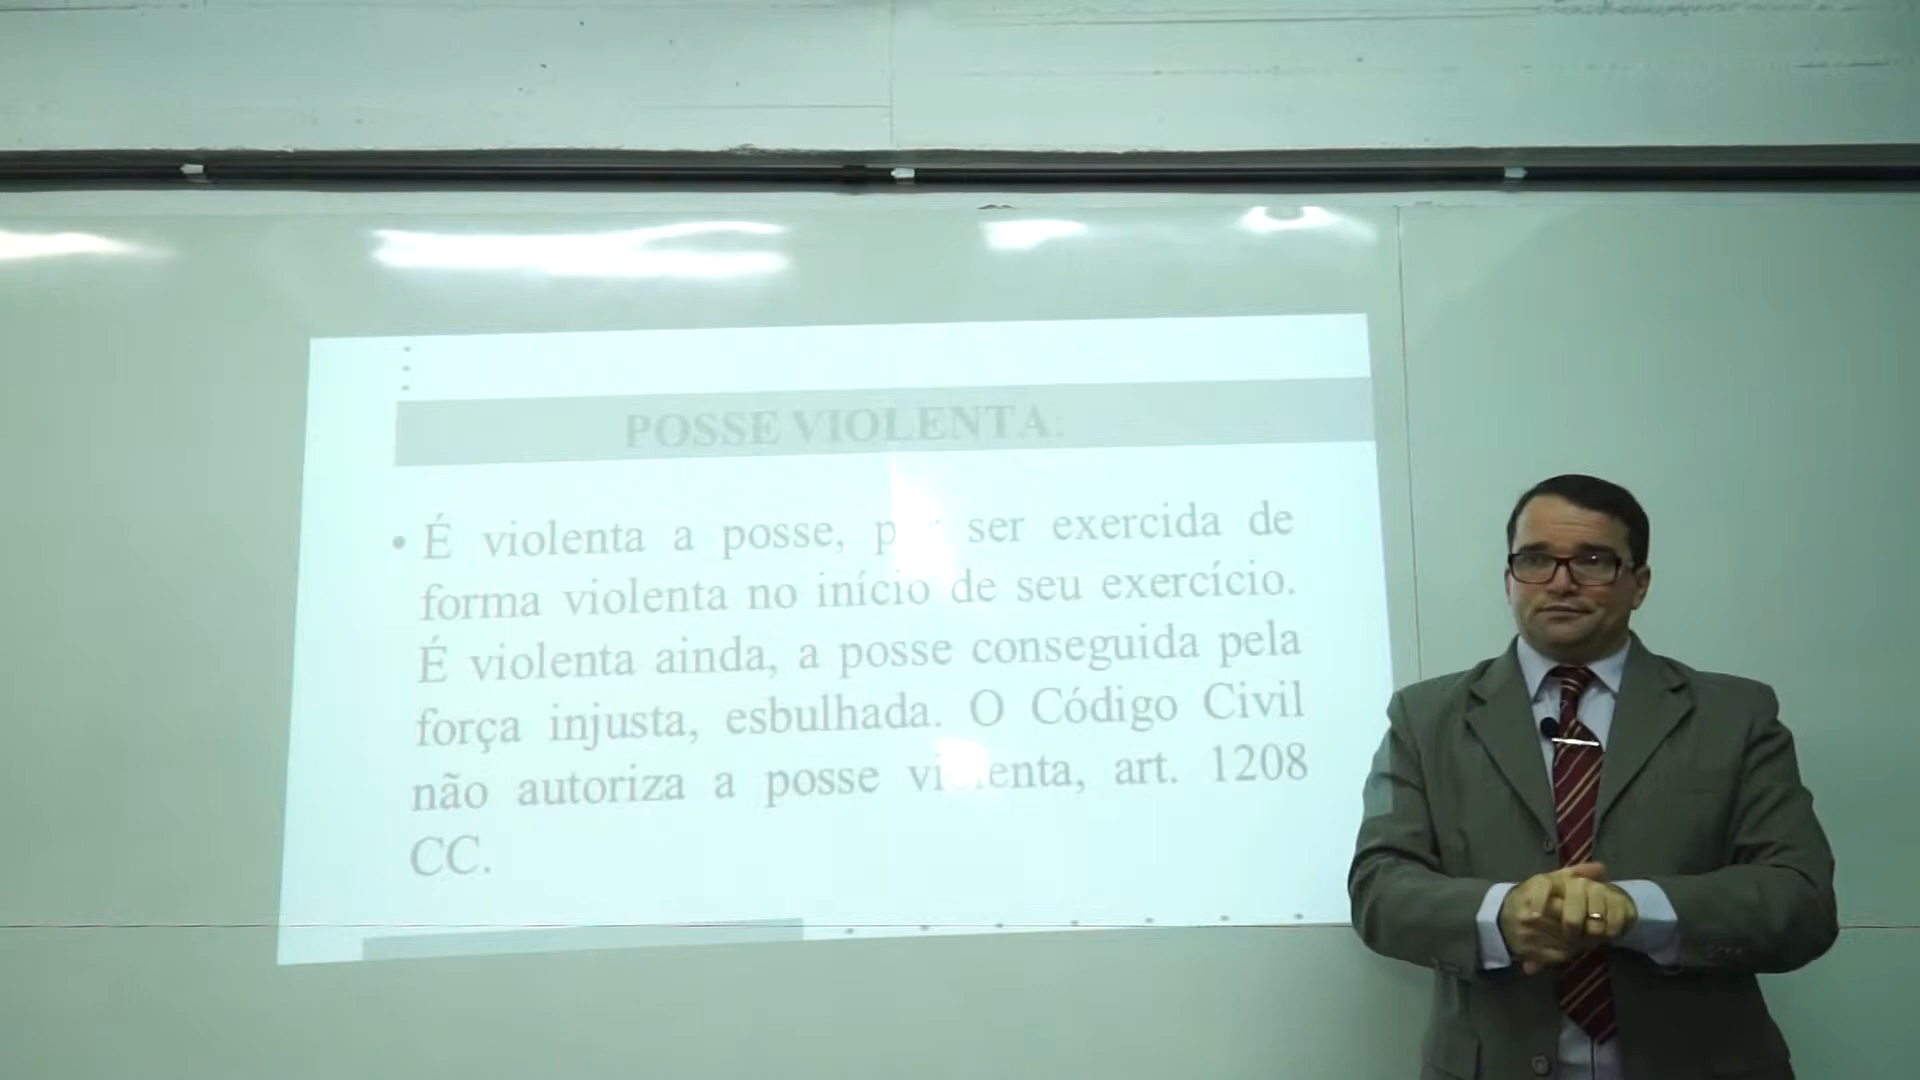 POSSE VIOLENTA:
• É violenta a posse, ser exercida de
forma violenta no início de seu exercício.
É violenta ainda, a posse conseguida pela
força injusta, esbulhada. O Código Civil
não autoriza a posse violenta, art. 1208
CC.